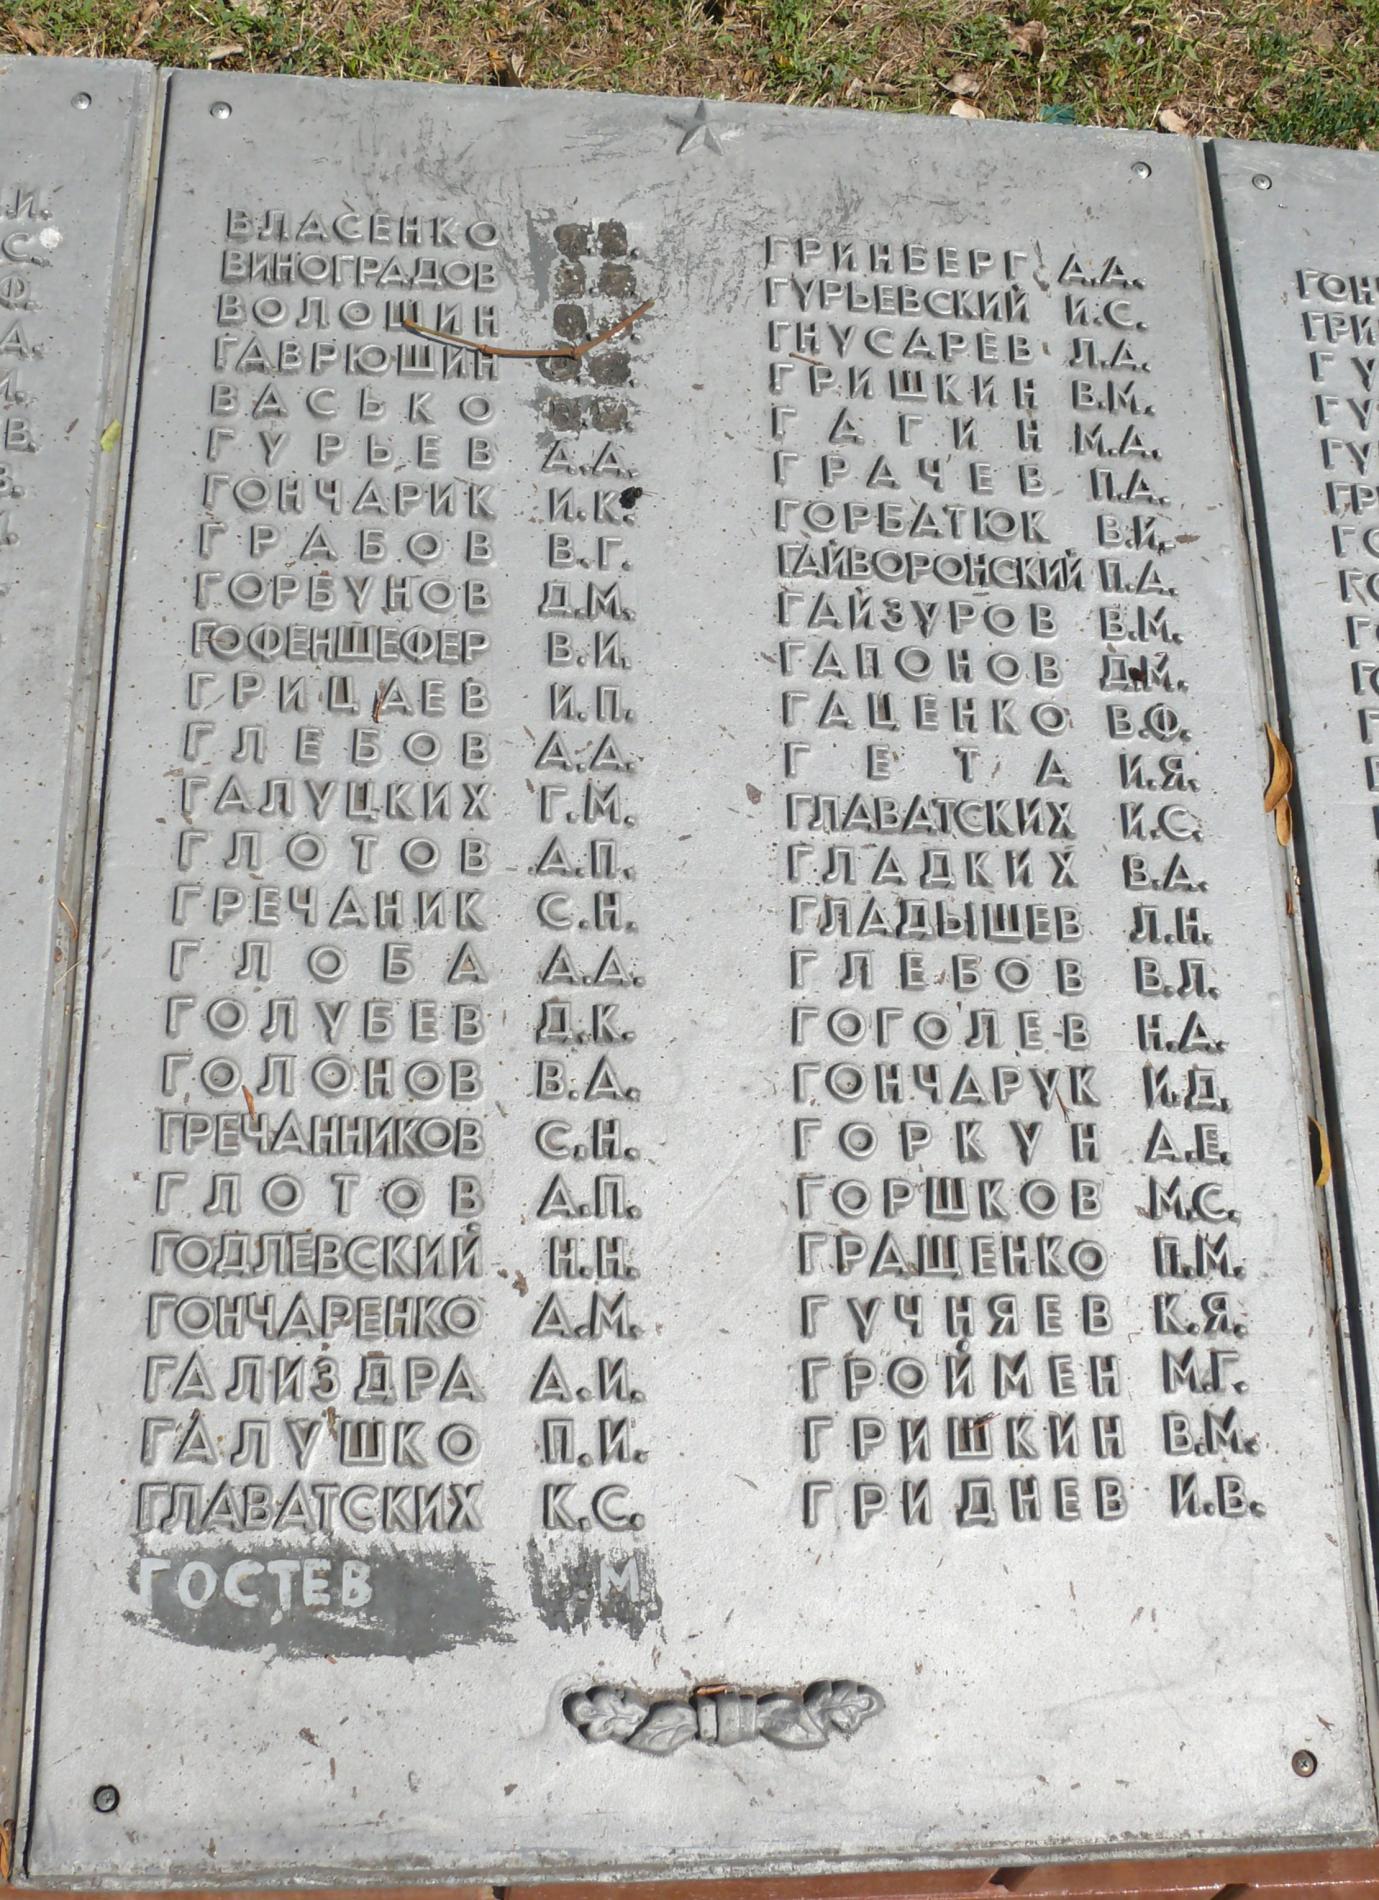 ВЛАСЕНКО
ВИНОГРАДОВ
ВОЛОШИН
ГАВРЮШИН
ВАСЬКО
ГУРЬЕВ А.А.
ГОНЧАРИК И.К.
ГРАБОВ В.Г.
ГОРБУНОВ Д.М.
ГОФЕНШЕФЕР В.И.
ГРИЦАЕВ И.П.
ГЛЕБОВ А.А.
ГАЛУЦКИХ Г.М.
ГЛОТОВ А.П.
ГРЕЧАНИК С.Н.
ГЛОБА А.А.
ГОЛУБЕВ Д.К.
ГОЛОНОВ В.А.
ГРЕЧАННИКОВ С.Н.
ГЛОТОВ А.П.
ГОДЛЕВСКИЙ Н.Н.
ГОНЧАРЕНКО А.М.
ГАЛИЗДРА А.И.
ГАЛУШКО П.И.
ГЛАВАТСКИХ К.С.
ГОСТЕВ М
ГРИНБЕРГ А.А.
ГУРЬЕВСКИЙ И.С.
ГНУСАРЕВ Л.А.
ГРИШКИН В.М.
ГАГИН М.А.
ГРАЧЕВ П.А.
ГОРБАТЮК В.И.
ГАЙВОРОНСКИЙ П.А.
ГАЙЗУРОВ В.М.
ГАПОНОВ Д.М.
ГАЦЕНКО В.Ф.
ГЕТА И.Я.
ГЛАВАТСКИХ И.С.
ГЛАДКИХ В.А.
ГЛАДЫШЕВ Л.Н.
ГЛЕБОВ В.Л.
ГОГОЛЕВ Н.А.
ГОНЧАРУК И.Д.
ГОРКУН А.Е.
ГОРШКОВ М.С.
ГРАЩЕНКО П.М.
ГУЧНЯЕВ К.Я.
ГРОЙМЕН М.Г.
ГРИШКИН В.М.
ГРИДНЕВ И.В.